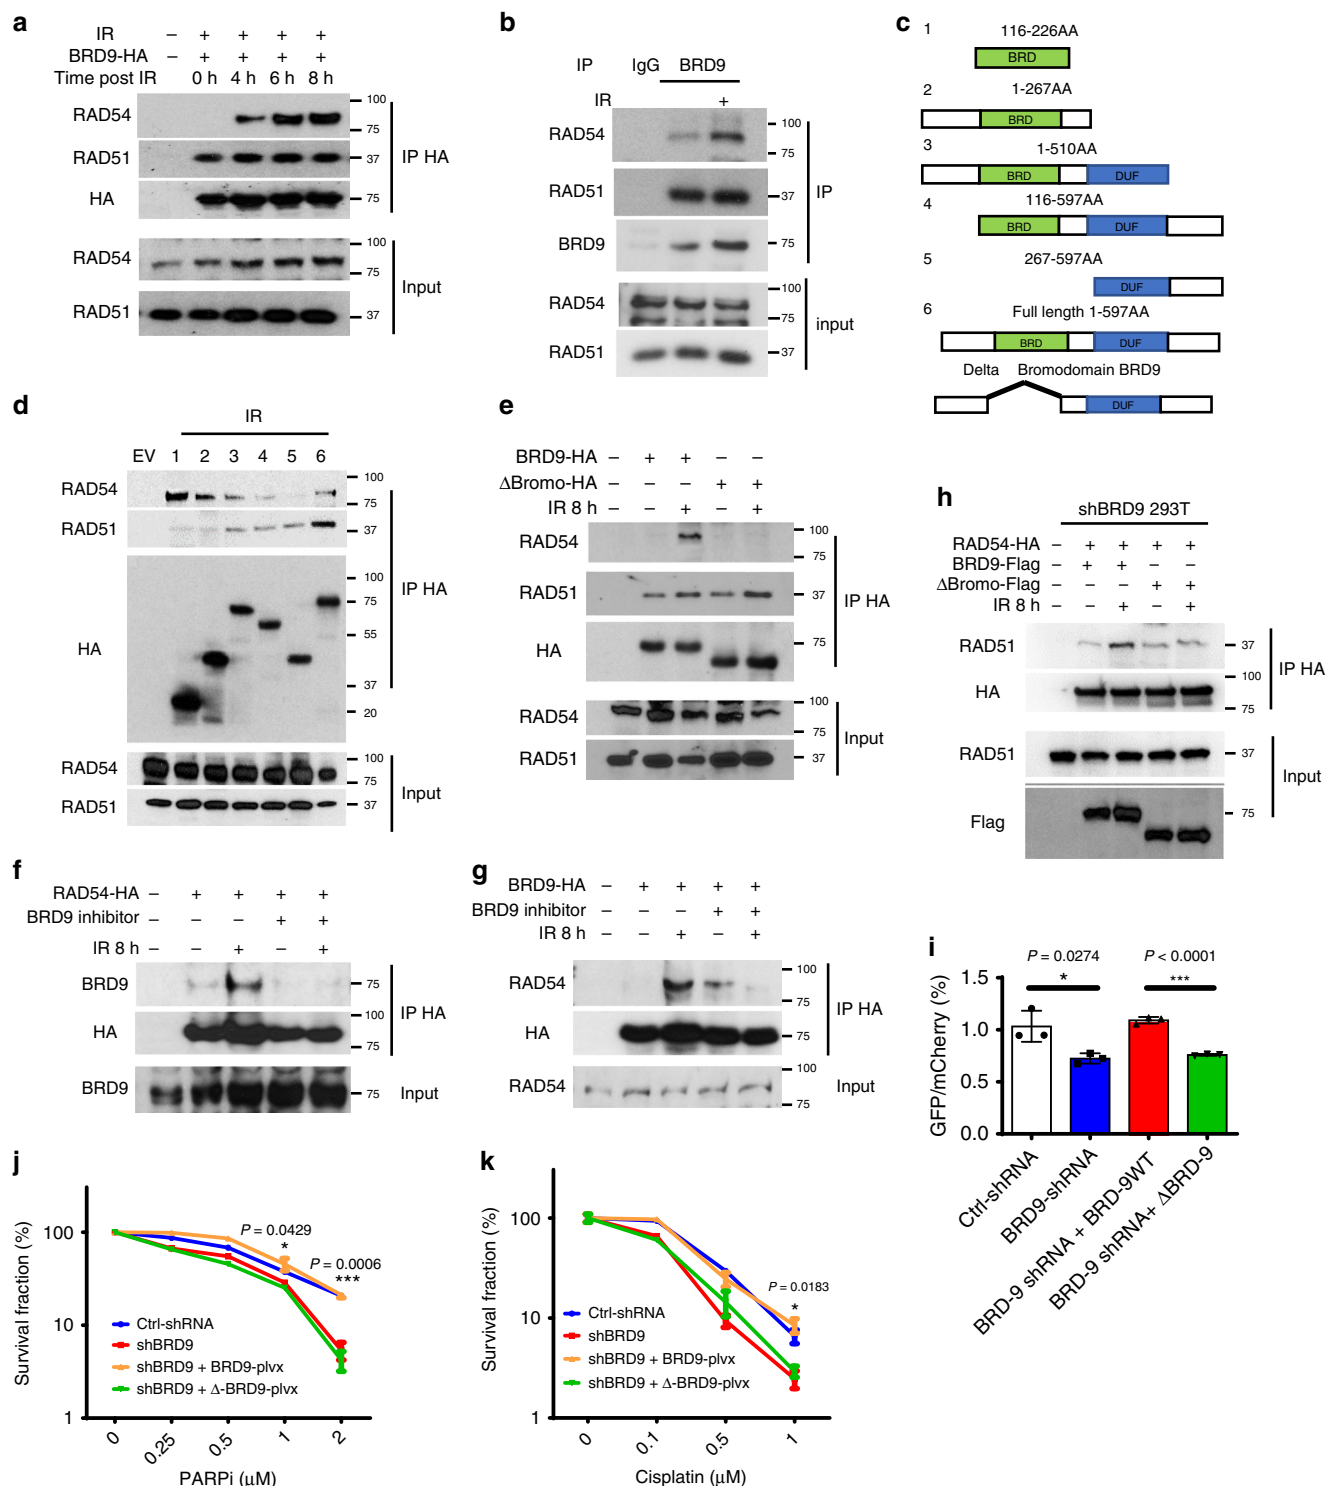 a
IR – + + + +
BRD9-HA – + + + +
Time post IR 0 h 4 h 6 h 8 h
RAD54 100
75
RAD51 37
HA 75
IP HA
RAD54 100
75
RAD51 37
Input
b
IP IgG BRD9
IR +
RAD54 100
75
RAD51 37
BRD9 75
IP
RAD54 100
75
RAD51 37
input
c
1 116-226AA
BRD
2 1-267AA
BRD
3 1-510AA
BRD DUF
4 116-597AA
BRD DUF
5 267-597AA
DUF
6 Full length 1-597AA
BRD DUF
Delta Bromodomain BRD9
DUF
d
IR
EV 1 2 3 4 5 6
RAD54 100
75
RAD51 37
HA 100
75
55
37
20
IP HA
RAD54 100
75
RAD51 37
Input
e
BRD9-HA – + + – –
ΔBromo-HA – – – + +
IR 8 h – – + – +
RAD54 100
75
RAD51 37
HA 75
IP HA
RAD54 100
75
RAD51 37
Input
h
shBRD9 293T
RAD54-HA – + + + +
BRD9-Flag – + + – –
ΔBromo-Flag – – – + +
IR 8 h – – + – +
RAD51 37
HA 100
75
IP HA
RAD51 37
Flag 75
Input
f
RAD54-HA – + + + +
BRD9 inhibitor – – – + +
IR 8 h – – + – +
BRD9 75
HA 100
75
IP HA
BRD9 75 Input
g
BRD9-HA – + + + +
BRD9 inhibitor – – – + +
IR 8 h – – + – +
RAD54 100
75
HA 75
IP HA
RAD54 100
75
Input
i
P = 0.0274 P < 0.0001
* ***
GFP/mCherry (%)
1.5
1.0
0.5
0.0
Ctrl-shRNA
BRD9-shRNA
BRD-9 shRNA + BRD-9WT
BRD-9 shRNA+ ΔBRD-9
j
Survival fraction (%)
100
10
1
P = 0.0429
*
P = 0.0006
***
Ctrl-shRNA
shBRD9
shBRD9 + BRD9-plvx
shBRD9 + Δ-BRD9-plvx
0 0.25 0.5 1 2
PARPi (μM)
k
Survival fraction (%)
100
10
1
P = 0.0183
*
Ctrl-shRNA
shBRD9
shBRD9 + BRD9-plvx
shBRD9 + Δ-BRD9-plvx
0 0.1 0.5 1
Cisplatin (μM)